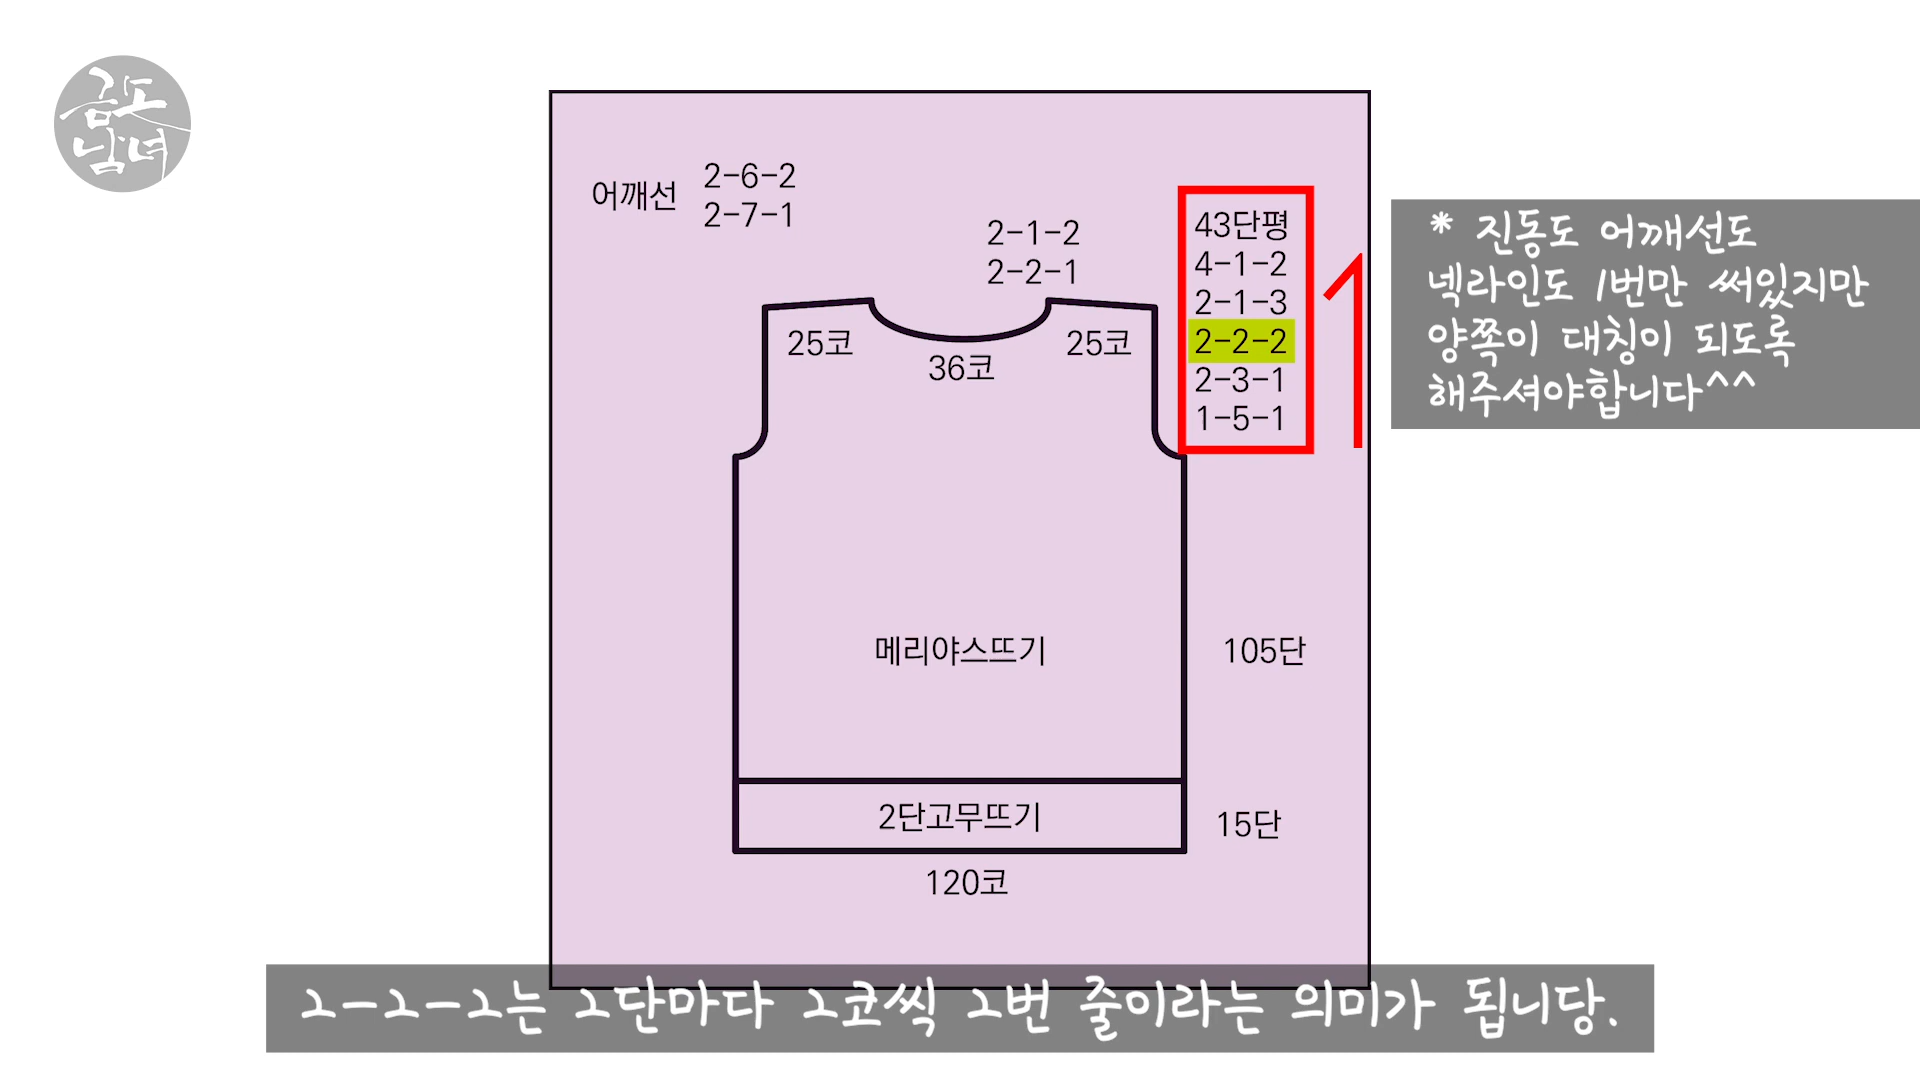 금도
남녀
어깨선
2-6-2
2-7-1
2-1-2
2-2-1
43단평
4-1-2
2-1-3
2-2-2
2-3-1
1-5-1
1
* 진동도 어깨선도
넥라인도 1번만 써있지만
양쪽이 대칭이 되도록
해주셔야합니다^^
25코
36코
25코
메리야스뜨기
105단
2단고무뜨기
15단
120코
2-2-2는 2단마다 2코씩 2번 줄이라는 의미가 됩니당.